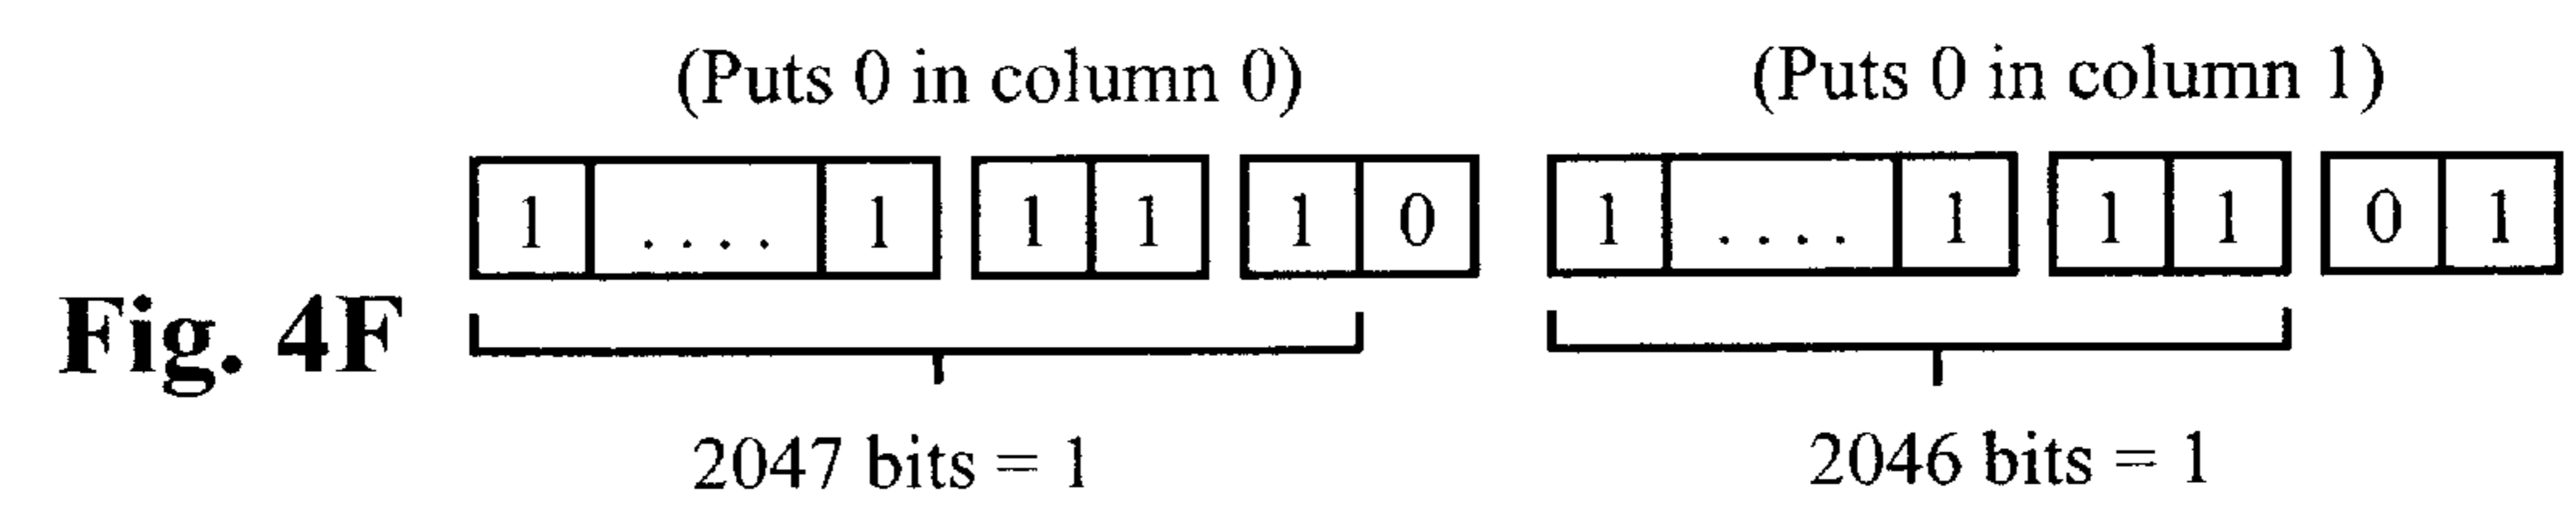 (Puts 0 in column 0) (Puts 0 in column 1)
1 .... 1 1 1 1 0 1 .... 1 1 1 0 1
Fig. 4F
2047 bits = 1 2046 bits = 1